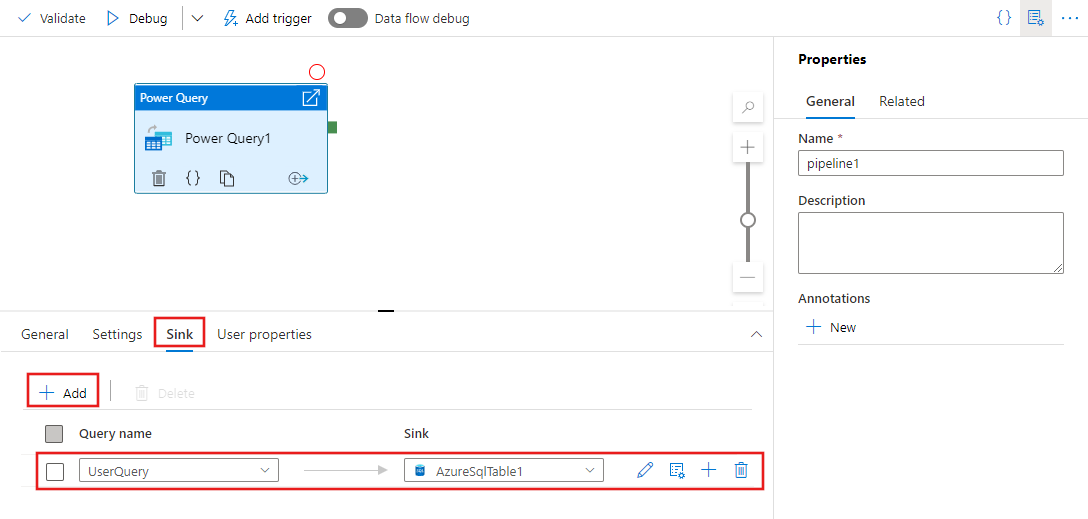 Validate Debug Add trigger Data flow debug
Power Query
Power Query1
General Settings Sink User properties
Add Delete
Query name Sink
UserQuery AzureSqlTable1
Properties
General Related
Name *
pipeline1
Description
Annotations
New